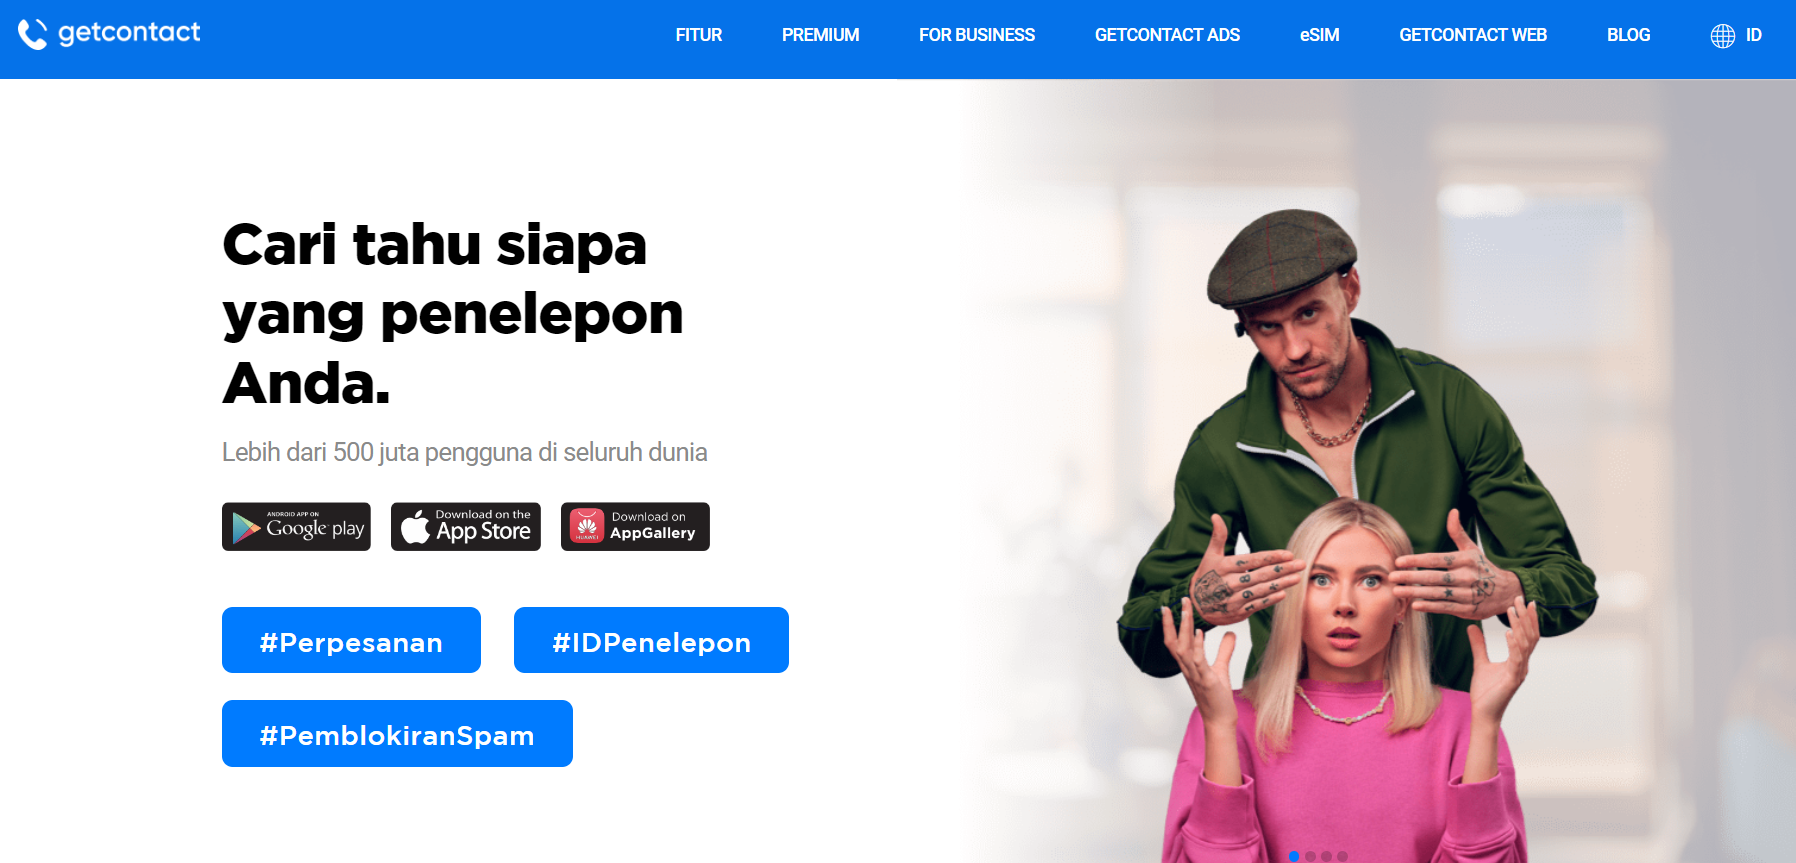 getcontact
FITUR PREMIUM FOR BUSINESS GETCONTACT ADS eSIM GETCONTACT WEB BLOG ID
Cari tahu siapa
yang penelepon
Anda.
Lebih dari 500 juta pengguna di seluruh dunia
ANDROID APP ON
Google play
Download on the
App Store
HUAWEI
Download on
AppGallery
#Perpesanan #IDPenelepon
#PemblokiranSpam